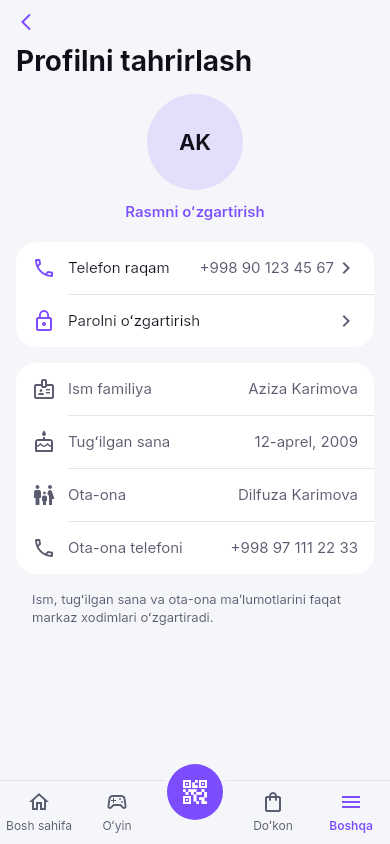 Profilni tahrirlash
AK
Rasmni oʻzgartirish
Telefon raqam +998 90 123 45 67
Parolni oʻzgartirish
Ism familiya Aziza Karimova
Tugʻilgan sana 12-aprel, 2009
Ota-ona Dilfuza Karimova
Ota-ona telefoni +998 97 111 22 33
Ism, tugʻilgan sana va ota-ona maʼlumotlarini faqat
markaz xodimlari oʻzgartiradi.
Bosh sahifa Oʻyin Doʻkon Boshqa